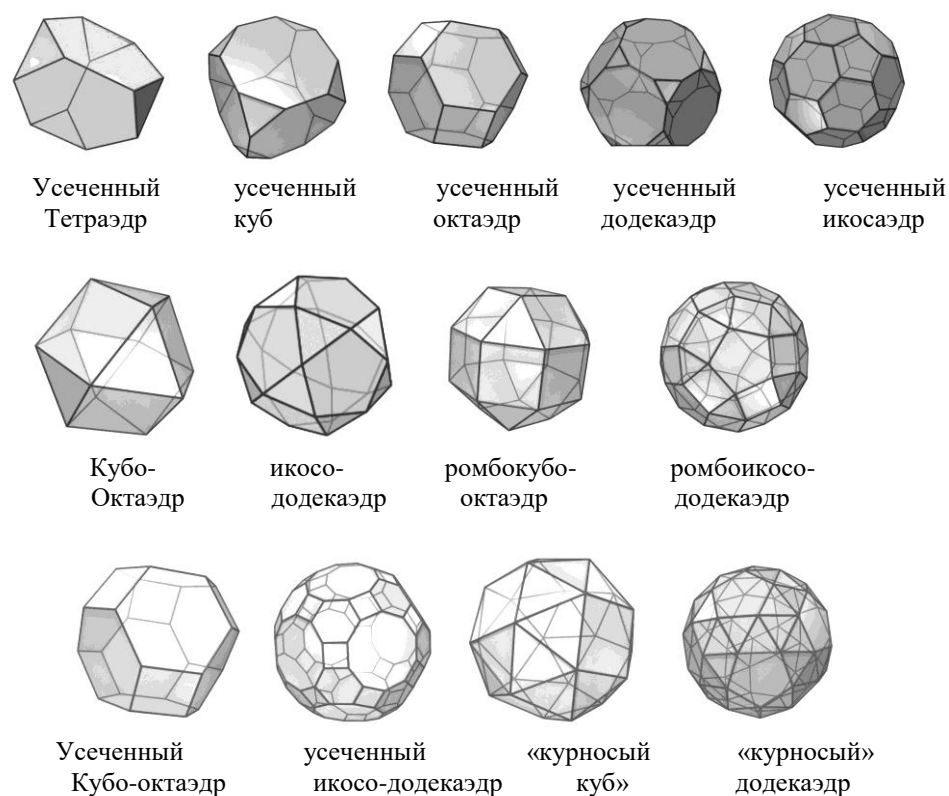 Усеченный усеченный усеченный усеченный усеченный
Тетраэдр куб октаэдр додекаэдр икосаэдр
Кубо- икосо- ромбокубо- ромбоикосо-
Октаэдр додекаэдр октаэдр додекаэдр
Усеченный усеченный «курносый «курносый»
Кубо-октаэдр икосо-додекаэдр куб» додекаэдр